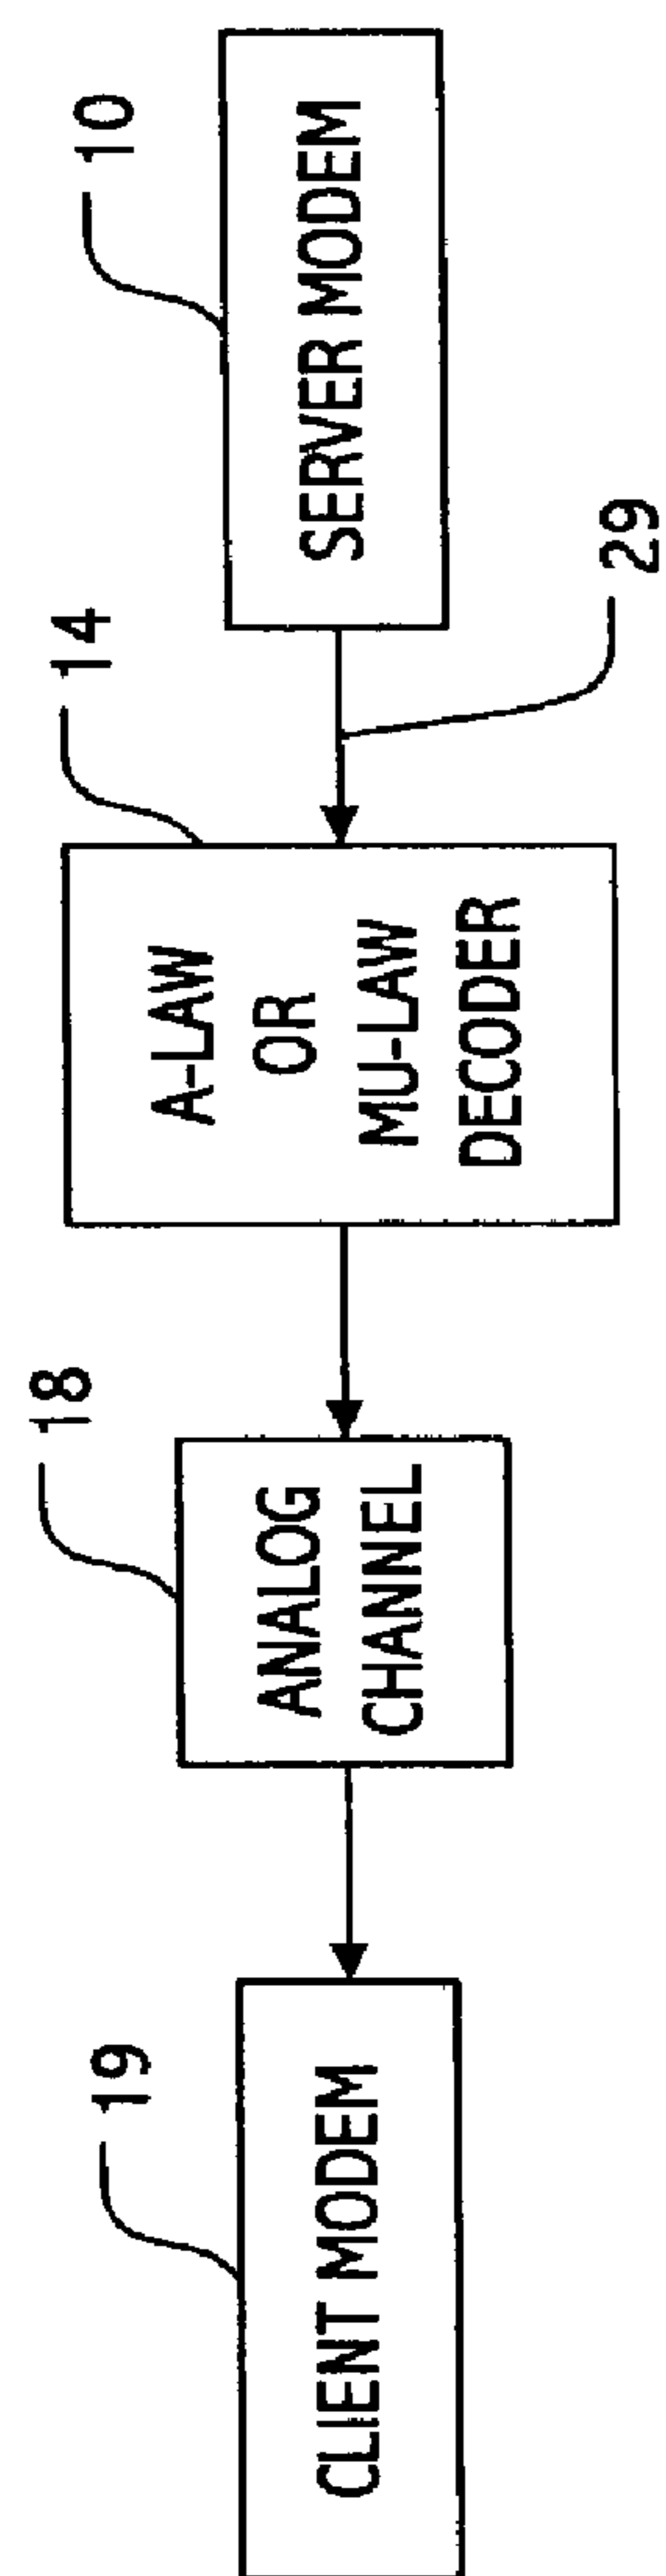 19
CLIENT MODEM
18
ANALOG
CHANNEL
14
A-LAW
OR
MU-LAW
DECODER
29
10
SERVER MODEM